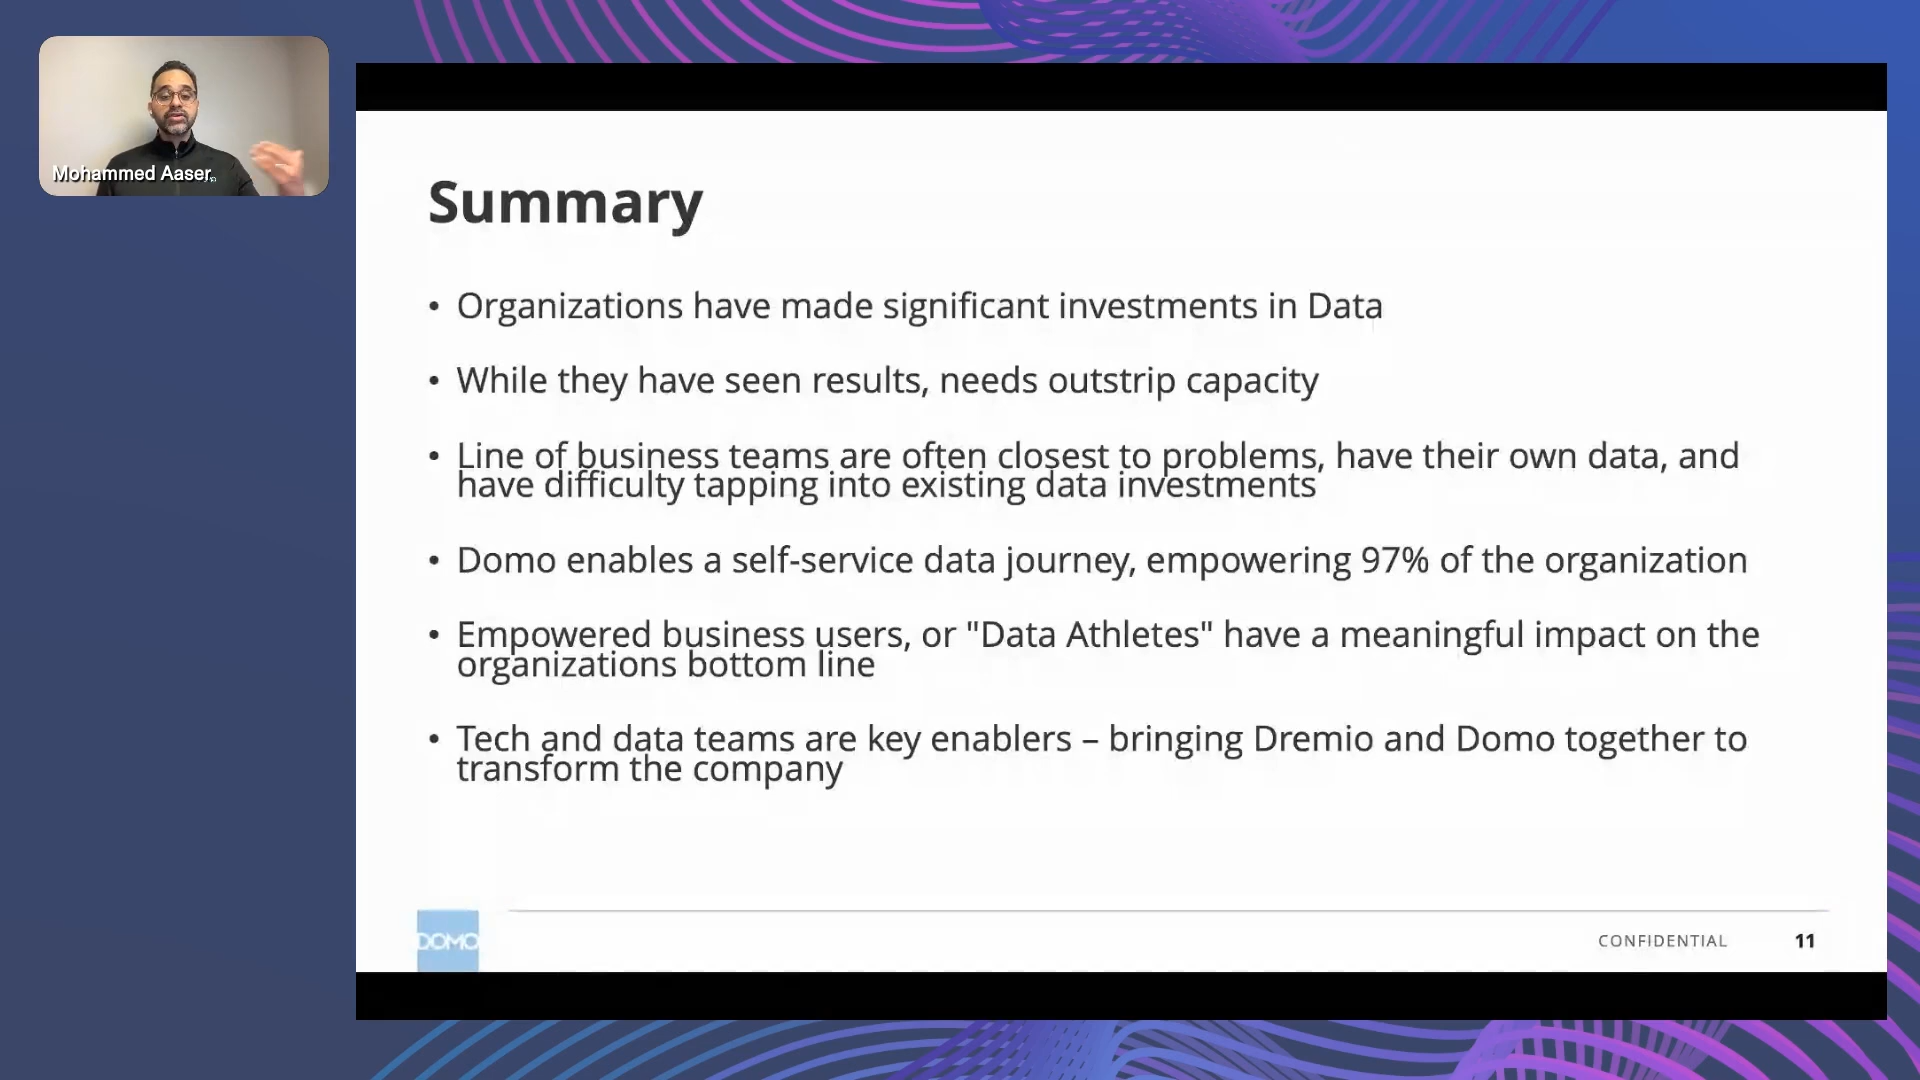 Mohammed Aaser
Summary
• Organizations have made significant investments in Data
• While they have seen results, needs outstrip capacity
• Line of business teams are often closest to problems, have their own data, and
have difficulty tapping into existing data investments
• Domo enables a self-service data journey, empowering 97% of the organization
• Empowered business users, or "Data Athletes" have a meaningful impact on the
organizations bottom line
• Tech and data teams are key enablers – bringing Dremio and Domo together to
transform the company
DOMO
CONFIDENTIAL
11